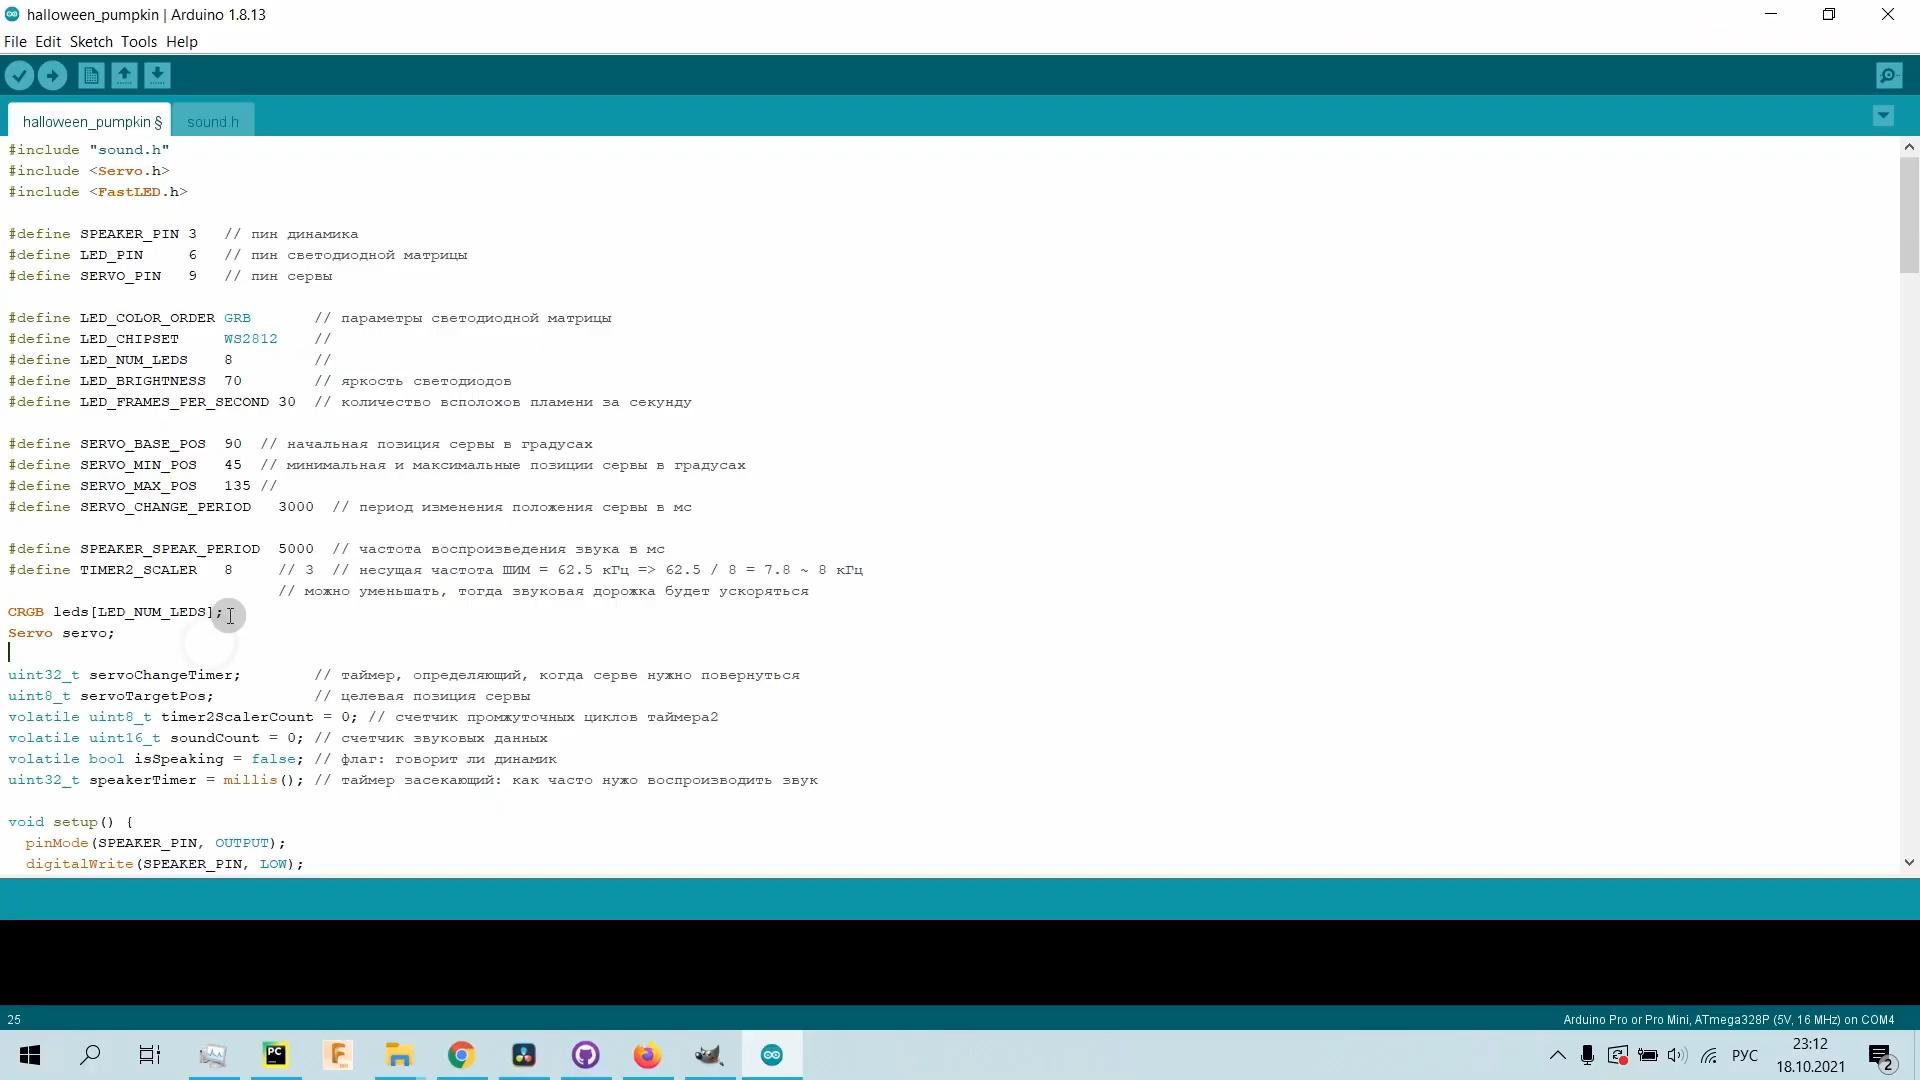 halloween_pumpkin | Arduino 1.8.13
File Edit Sketch Tools Help
halloween_pumpkin § sound.h
#include "sound.h"
#include <Servo.h>
#include <FastLED.h>
#define SPEAKER_PIN 3 // пин динамика
#define LED_PIN 6 // пин светодиодной матрицы
#define SERVO_PIN 9 // пин сервы
#define LED_COLOR_ORDER GRB // параметры светодиодной матрицы
#define LED_CHIPSET WS2812 //
#define LED_NUM_LEDS 8 //
#define LED_BRIGHTNESS 70 // яркость светодиодов
#define LED_FRAMES_PER_SECOND 30 // количество всполохов пламени за секунду
#define SERVO_BASE_POS 90 // начальная позиция сервы в градусах
#define SERVO_MIN_POS 45 // минимальная и максимальные позиции сервы в градусах
#define SERVO_MAX_POS 135 //
#define SERVO_CHANGE_PERIOD 3000 // период изменения положения сервы в мс
#define SPEAKER_SPEAK_PERIOD 5000 // частота воспроизведения звука в мс
#define TIMER2_SCALER 8 // 3 // несущая частота ШИМ = 62.5 кГц => 62.5 / 8 = 7.8 ~ 8 кГц
// можно уменьшать, тогда звуковая дорожка будет ускоряться
CRGB leds[LED_NUM_LEDS];
Servo servo;
uint32_t servoChangeTimer; // таймер, определяющий, когда серве нужно повернуться
uint8_t servoTargetPos; // целевая позиция сервы
volatile uint8_t timer2ScalerCount = 0; // счетчик промжуточных циклов таймера2
volatile uint16_t soundCount = 0; // счетчик звуковых данных
volatile bool isSpeaking = false; // флаг: говорит ли динамик
uint32_t speakerTimer = millis(); // таймер засекающий: как часто нужо воспроизводить звук
void setup() {
pinMode(SPEAKER_PIN, OUTPUT);
digitalWrite(SPEAKER_PIN, LOW);
25
Arduino Pro or Pro Mini, ATmega328P (5V, 16 MHz) on COM4
PC
РУС
23:12
18.10.2021
2